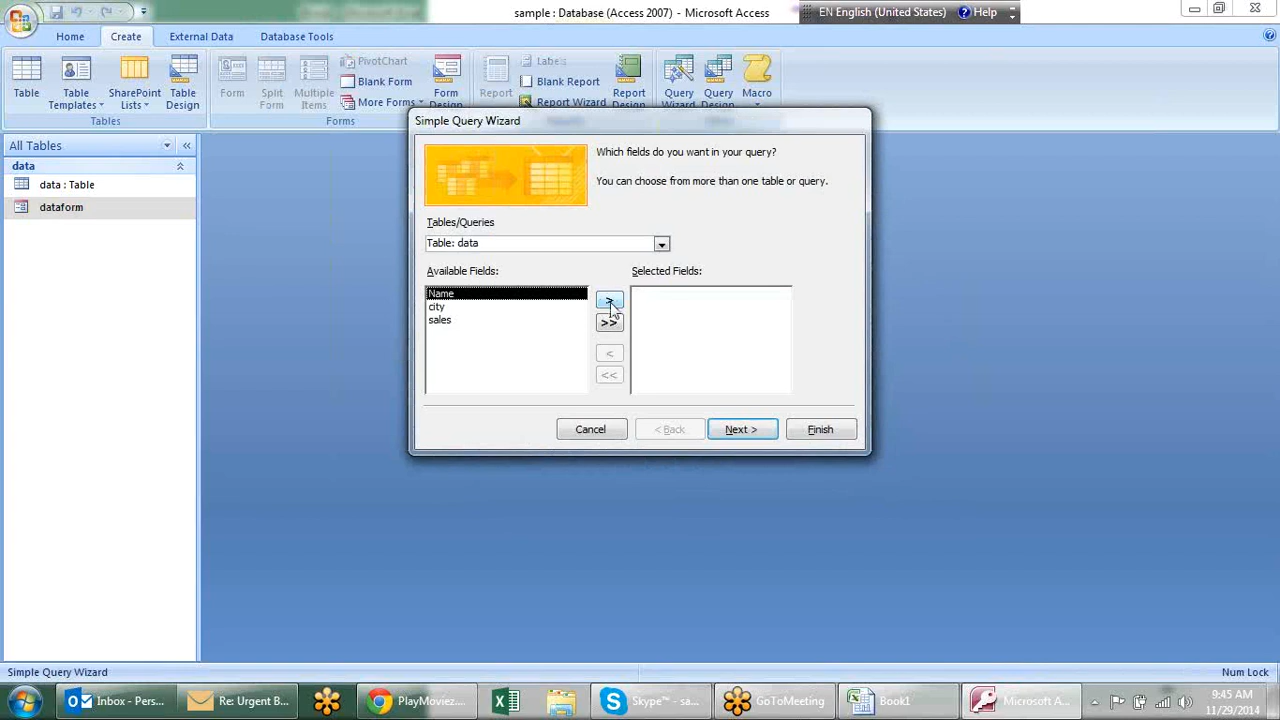 sample : Database (Access 2007) - Microsoft Access
EN English (United States)
? Help
Home
Create
External Data
Database Tools
Table
Table Templates
SharePoint Lists
Table Design
Tables
Form
Split Form
Multiple Items
PivotChart
Blank Form
More Forms
Form Design
Forms
Report
Labels
Blank Report
Report Wizard
Report Design
Query Wizard
Query Design
Macro
All Tables
«
data
data : Table
dataform
Simple Query Wizard
Which fields do you want in your query?
You can choose from more than one table or query.
Tables/Queries
Table: data
Available Fields:
Selected Fields:
Name
city
sales
>
>>
<
<<
Cancel
< Back
Next >
Finish
Simple Query Wizard
Num Lock
Inbox - Pers...
Re: Urgent B...
PlayMoviez....
Skype™ - sa...
GoToMeeting
Book1
Microsoft A...
9:45 AM
11/29/2014